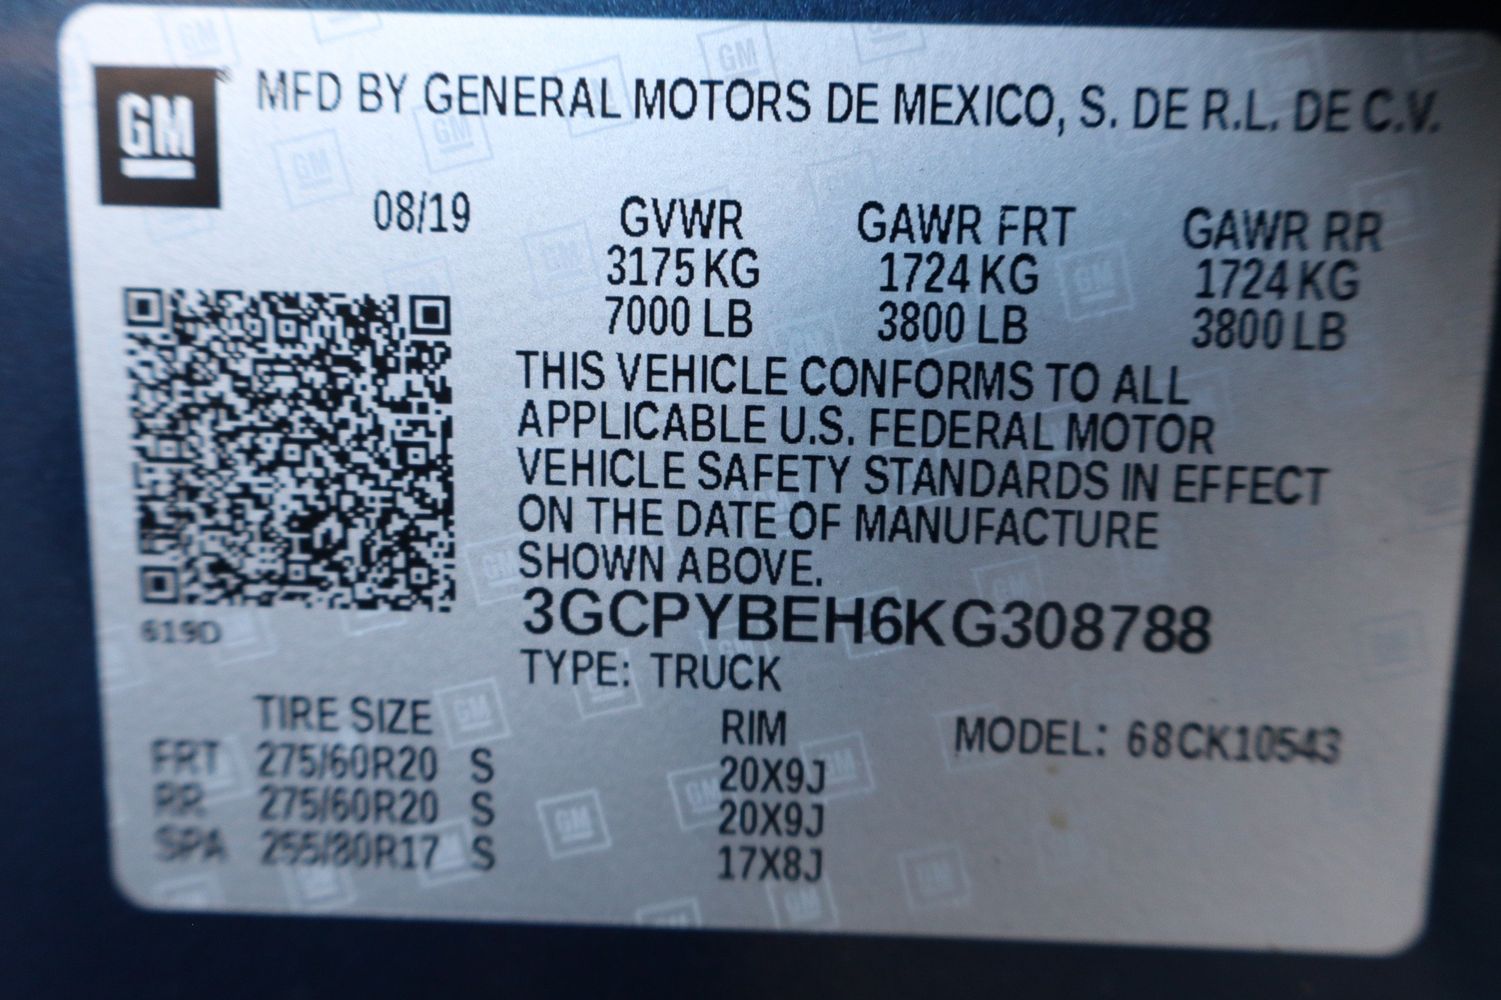 GM® MFD BY GENERAL MOTORS DE MEXICO, S. DE R.L. DE C.V.
08/19 GVWR GAWR FRT GAWR RR
3175 KG 1724 KG 1724 KG
7000 LB 3800 LB 3800 LB
THIS VEHICLE CONFORMS TO ALL
APPLICABLE U.S. FEDERAL MOTOR
VEHICLE SAFETY STANDARDS IN EFFECT
ON THE DATE OF MANUFACTURE
SHOWN ABOVE.
3GCPYBEH6KG308788
619D
TYPE: TRUCK
TIRE SIZE RIM MODEL: 68CK10543
FRT 275/60R20 S 20X9J
RR 275/60R20 S 20X9J
SPA 255/80R17 S 17X8J